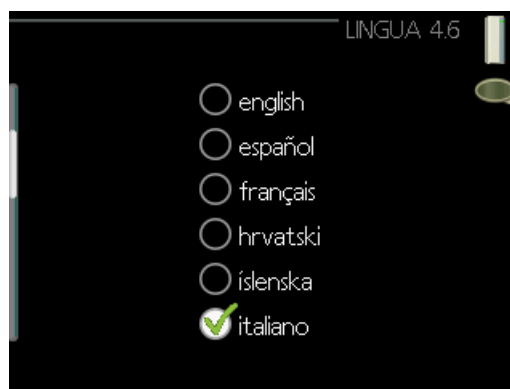 LINGUA 4.6
english
español
français
hrvatski
íslenska
italiano